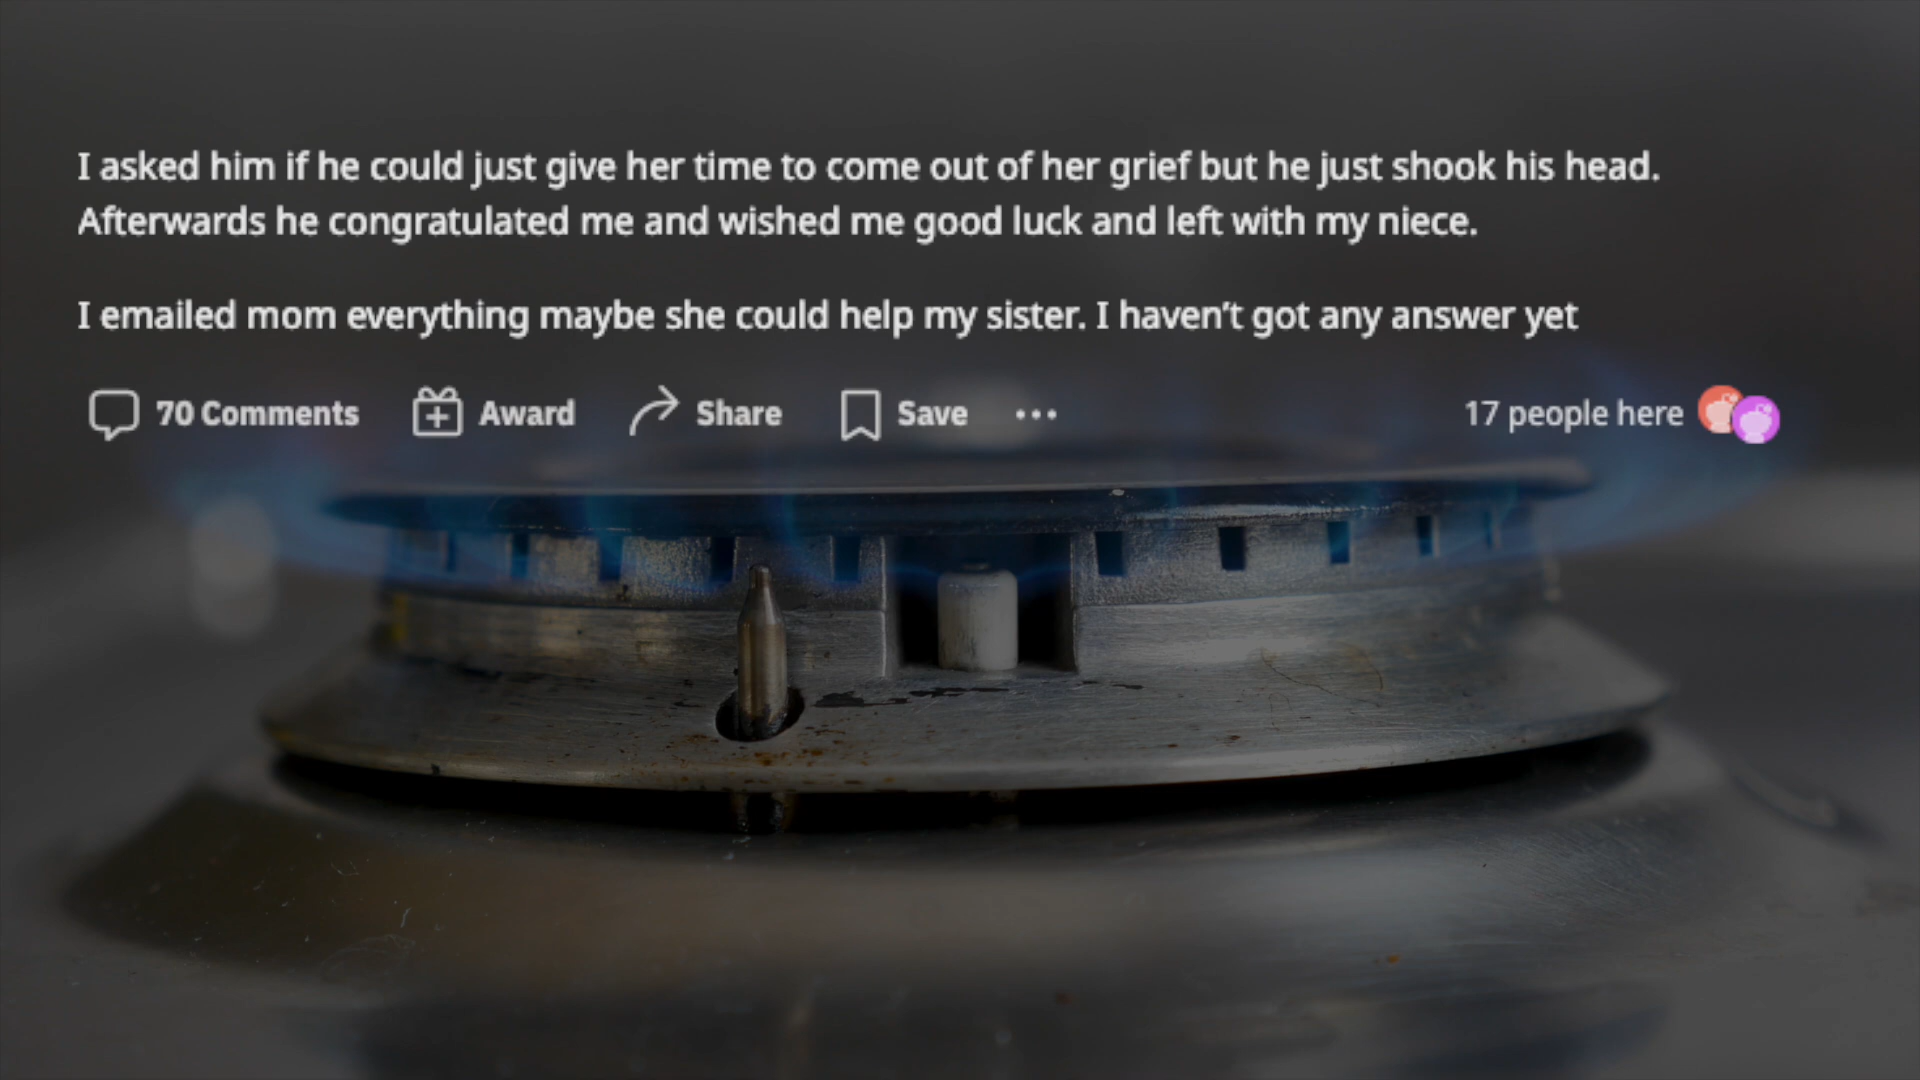 I asked him if he could just give her time to come out of her grief but he just shook his head.
Afterwards he congratulated me and wished me good luck and left with my niece.
I emailed mom everything maybe she could help my sister. I haven't got any answer yet
70 Comments Award Share Save ••• 17 people here